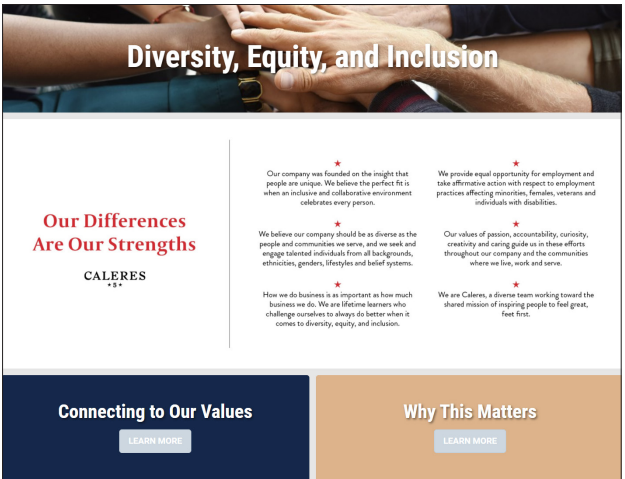 Diversity, Equity, and Inclusion
Our Differences
Are Our Strengths
CALERES
★5★
★
Our company was founded on the insight that
people are unique. We believe the perfect fit is
when an inclusive and collaborative environment
celebrates every person.
★
We believe our company should be as diverse as the
people and communities we serve, and we seek and
engage talented individuals from all backgrounds,
ethnicities, genders, lifestyles and belief systems.
★
How we do business is as important as how much
business we do. We are lifetime learners who
challenge ourselves to always do better when it
comes to diversity, equity, and inclusion.
★
We provide equal opportunity for employment and
take affirmative action with respect to employment
practices affecting minorities, females, veterans and
individuals with disabilities.
★
Our values of passion, accountability, curiosity,
creativity and caring guide us in these efforts
throughout our company and the communities
where we live, work and serve.
★
We are Caleres, a diverse team working toward the
shared mission of inspiring people to feel great,
feet first.
Connecting to Our Values
LEARN MORE
Why This Matters
LEARN MORE